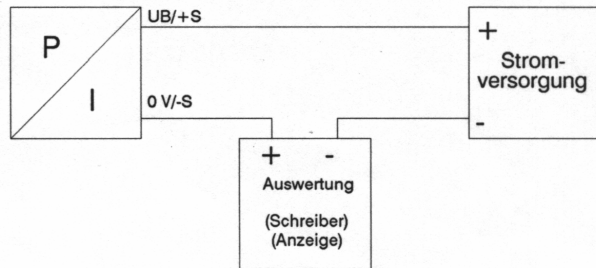 UB/+S
P
+
Strom-
versorgung
I
0 V/-S
-
+ -
Auswertung
(Schreiber)
(Anzeige)